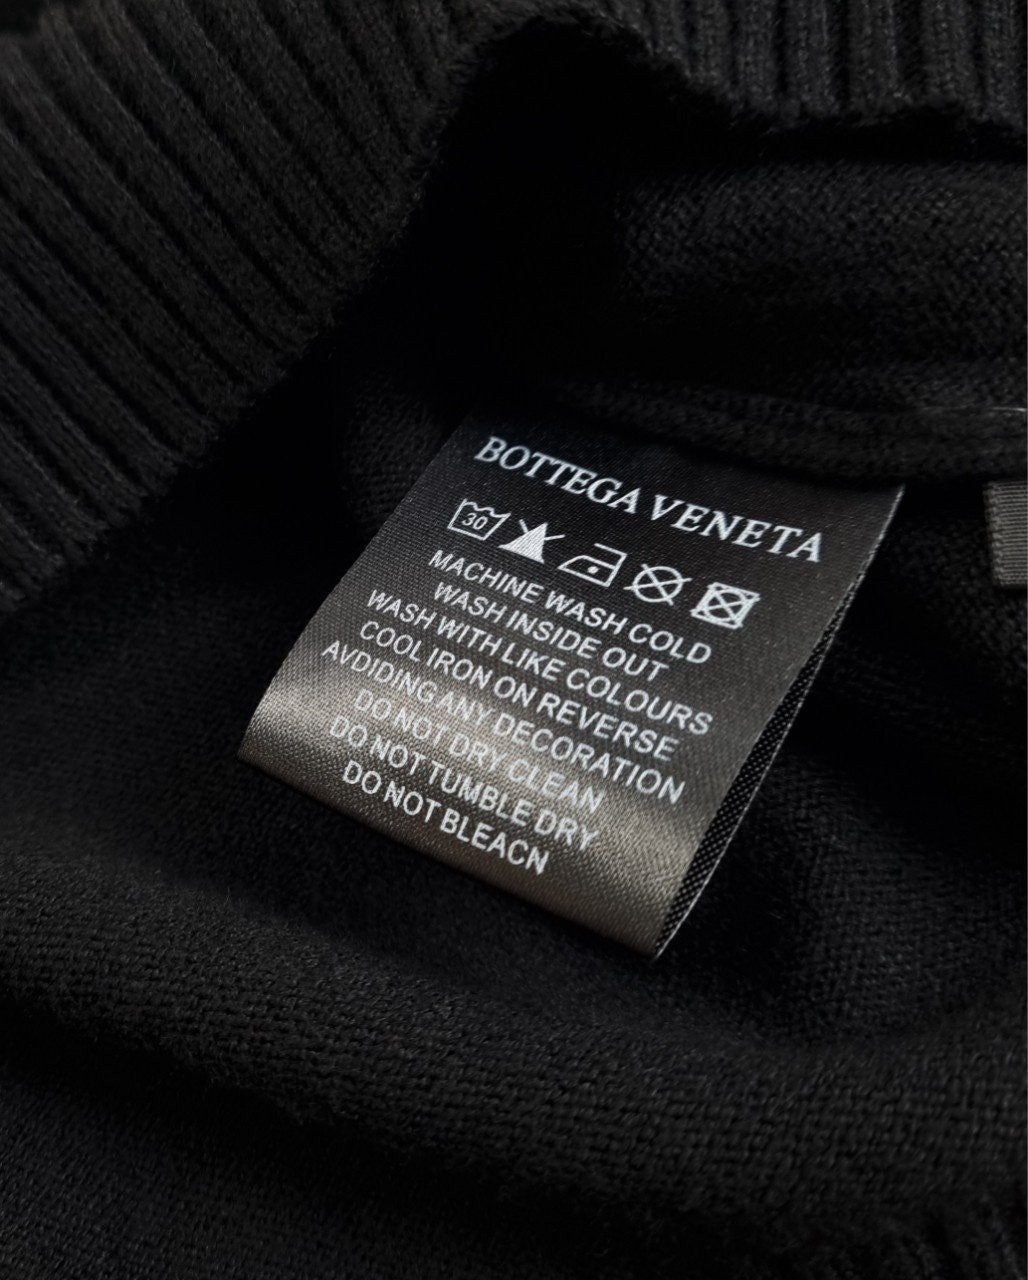 BOTTEGA VENETA
30
MACHINE WASH COLD
WASH INSIDE OUT
WASH WITH LIKE COLOURS
COOL IRON ON REVERSE
AVDIDING ANY DECORATION
DO NOT DRY CLEAN
DO NOT TUMBLE DRY
DO NOT BLEACN